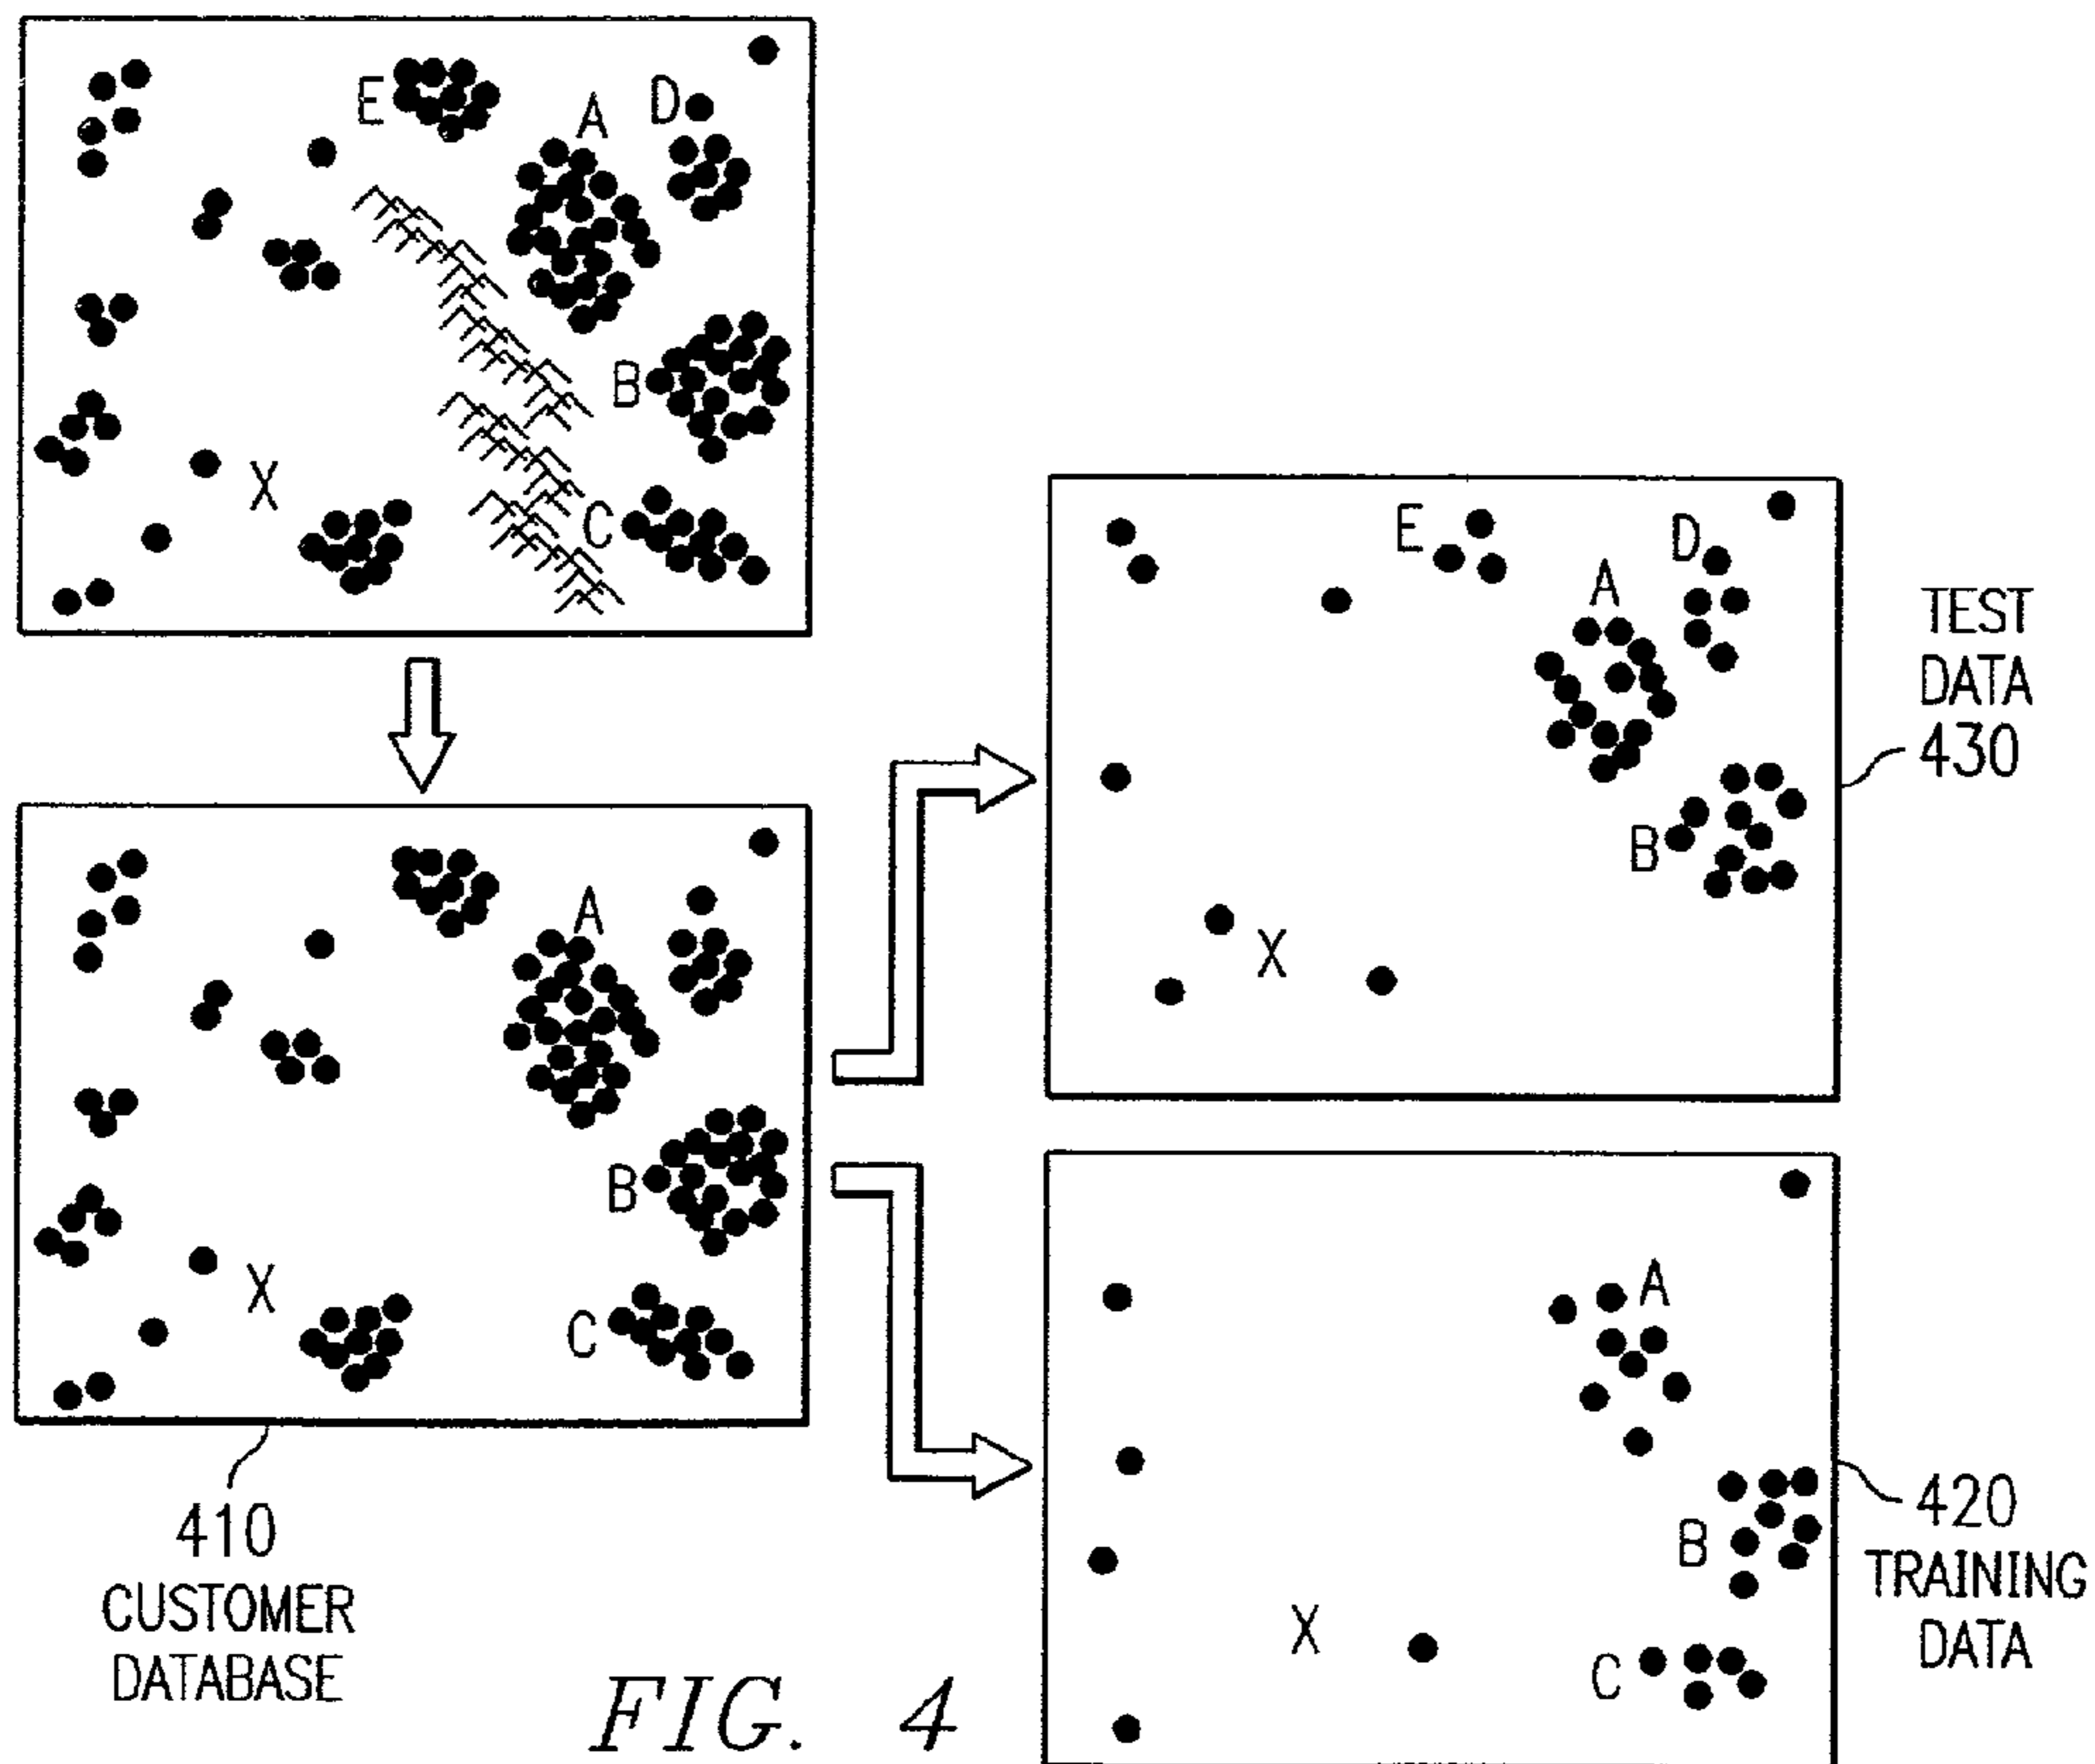 E
A
D
B
X
C
E
D
A
B
X
TEST
DATA
430
A
B
X
C
410
CUSTOMER
DATABASE
A
B
X
C
420
TRAINING
DATA
FIG. 4